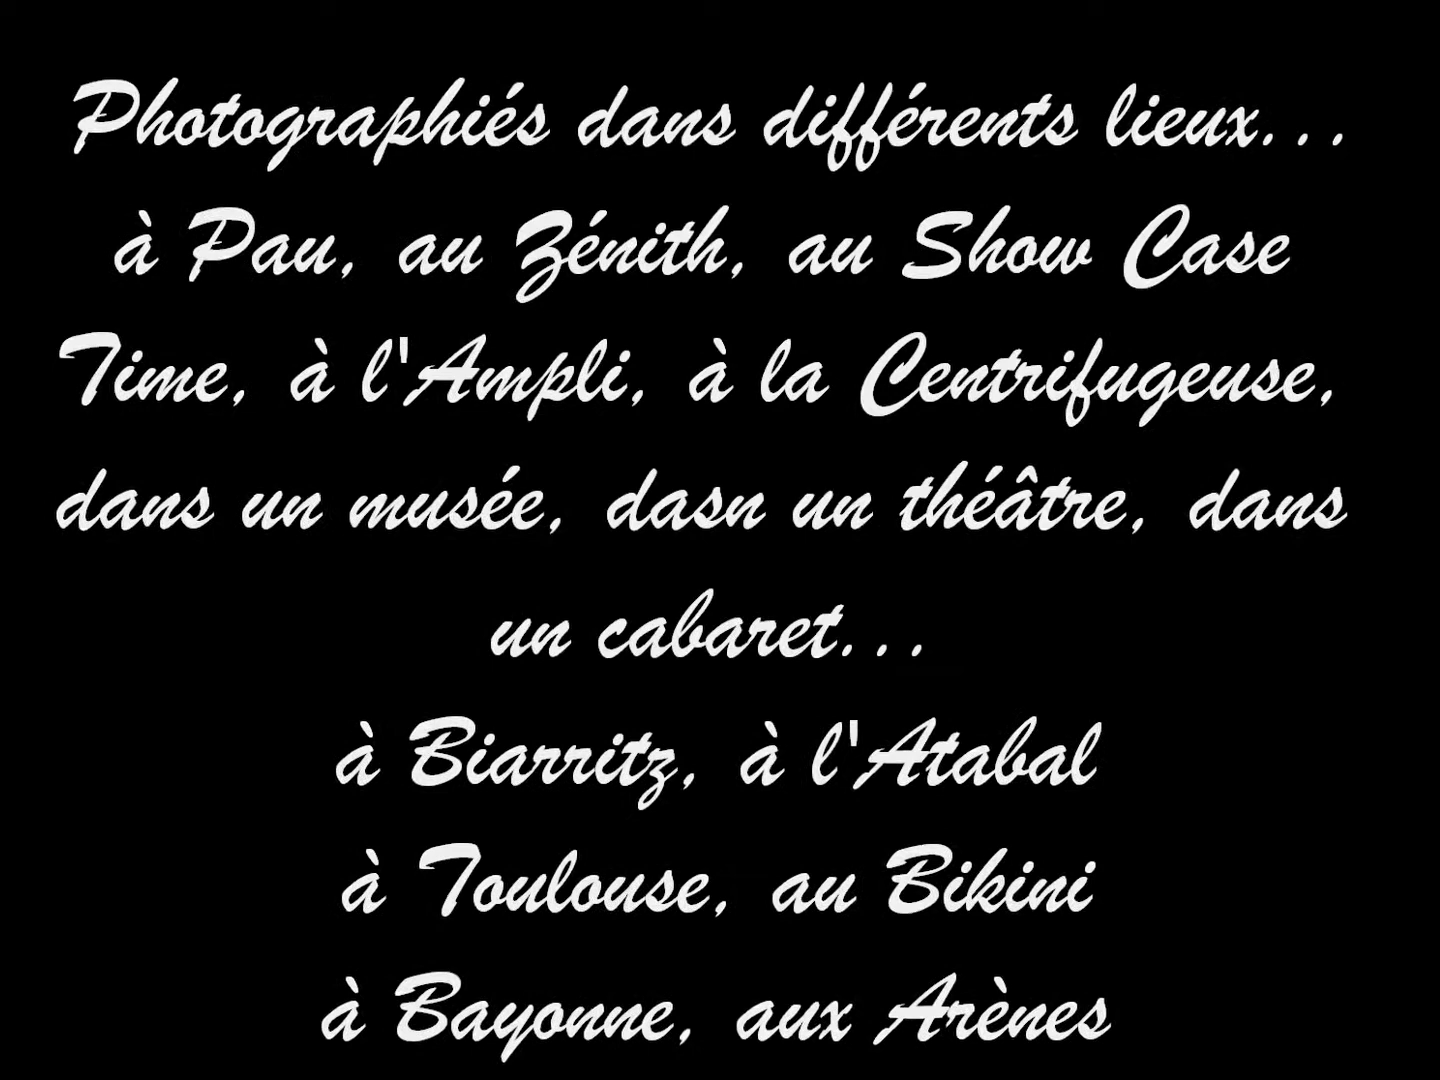 Photographiés dans différents lieux...
à Pau, au Zénith, au Show Case
Time, à l'Ampli, à la Centrifugeuse,
dans un musée, dasn un théâtre, dans
un cabaret...
à Biarritz, à l'Atabal
à Toulouse, au Bikini
à Bayonne, aux Arènes